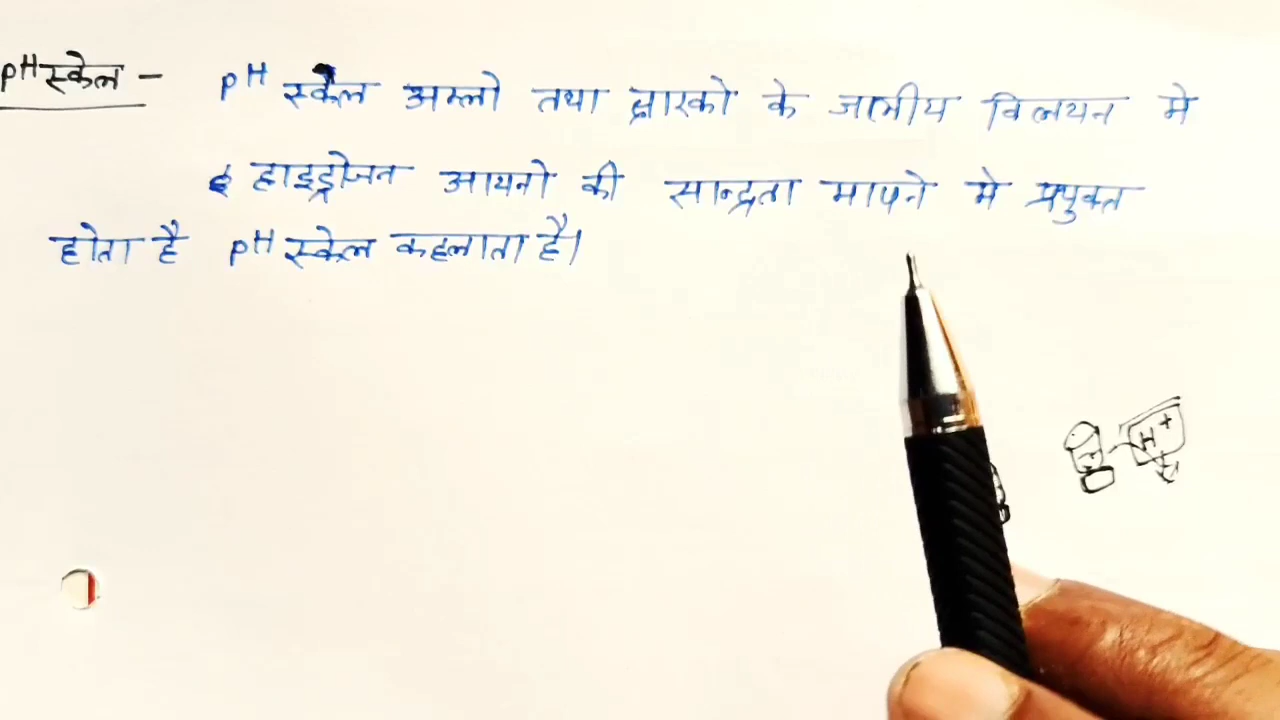 pH स्केल - pH स्केल अम्लो तथा क्षारको के जलीय विलयन मे
हाइड्रोजन आयनो की सान्द्रता मापने मे प्रयुक्त
होता है pH स्केल कहलाता है।
H+